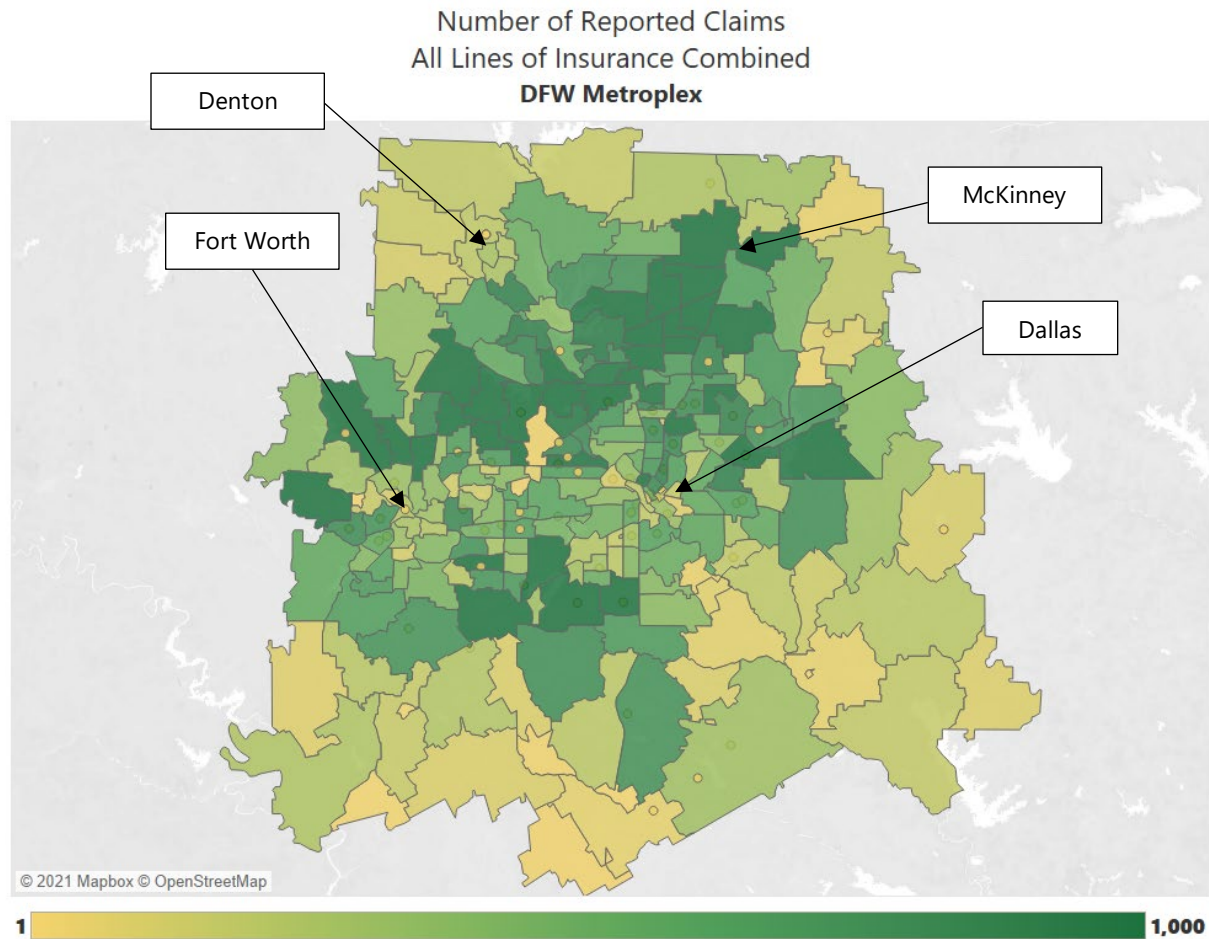 Number of Reported Claims
All Lines of Insurance Combined
DFW Metroplex
Denton
McKinney
Fort Worth
Dallas
© 2021 Mapbox © OpenStreetMap
1
1,000